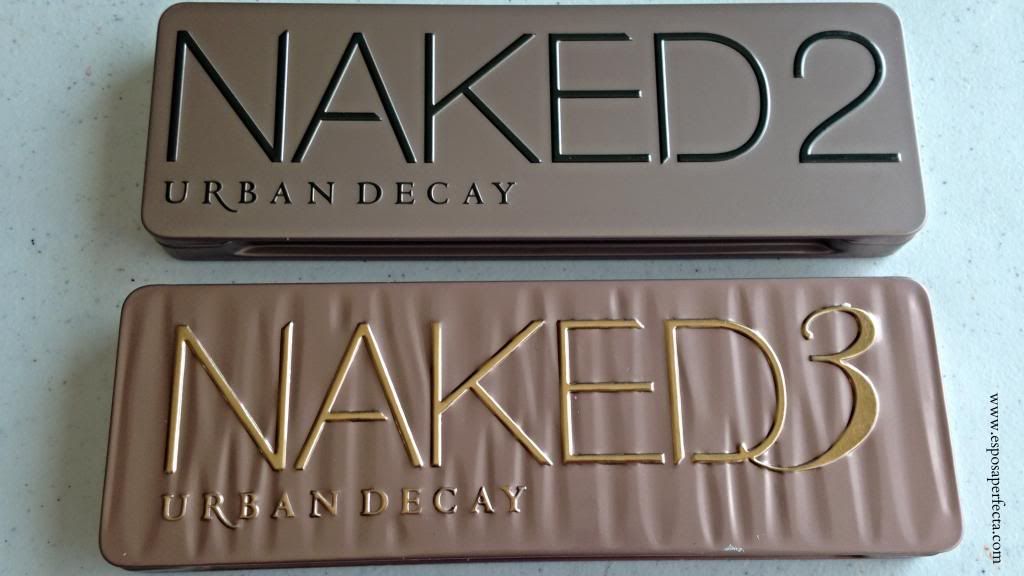 NAKED2
URBAN DECAY
NAKED3
URBAN DECAY
www.esposaperfecta.com